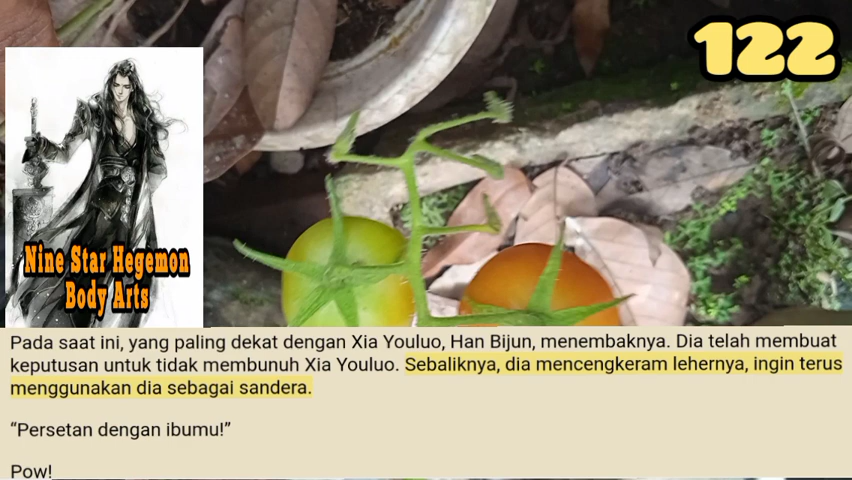 122
Nine Star Hegemon
Body Arts
Pada saat ini, yang paling dekat dengan Xia Youluo, Han Bijun, menembaknya. Dia telah membuat
keputusan untuk tidak membunuh Xia Youluo. Sebaliknya, dia mencengkeram lehernya, ingin terus
menggunakan dia sebagai sandera.
“Persetan dengan ibumu!”
Pow!